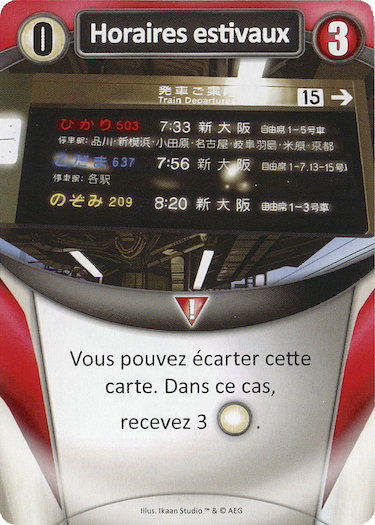 0 Horaires estivaux 3
発車ご案内
Train Departures 15
ひかり 503 7:33 新大阪 自由席 1-5号車
停車駅: 品川・新横浜・小田原・名古屋・岐阜羽島・米原・京都
こだま 637 7:56 新大阪 自由席 1-7.13-15号
停車駅: 各駅
のぞみ 209 8:20 新大阪 自由席 1-3号車
!
Vous pouvez écarter cette
carte. Dans ce cas,
recevez 3 .
Illus. Ikaan Studio ™ & © AEG